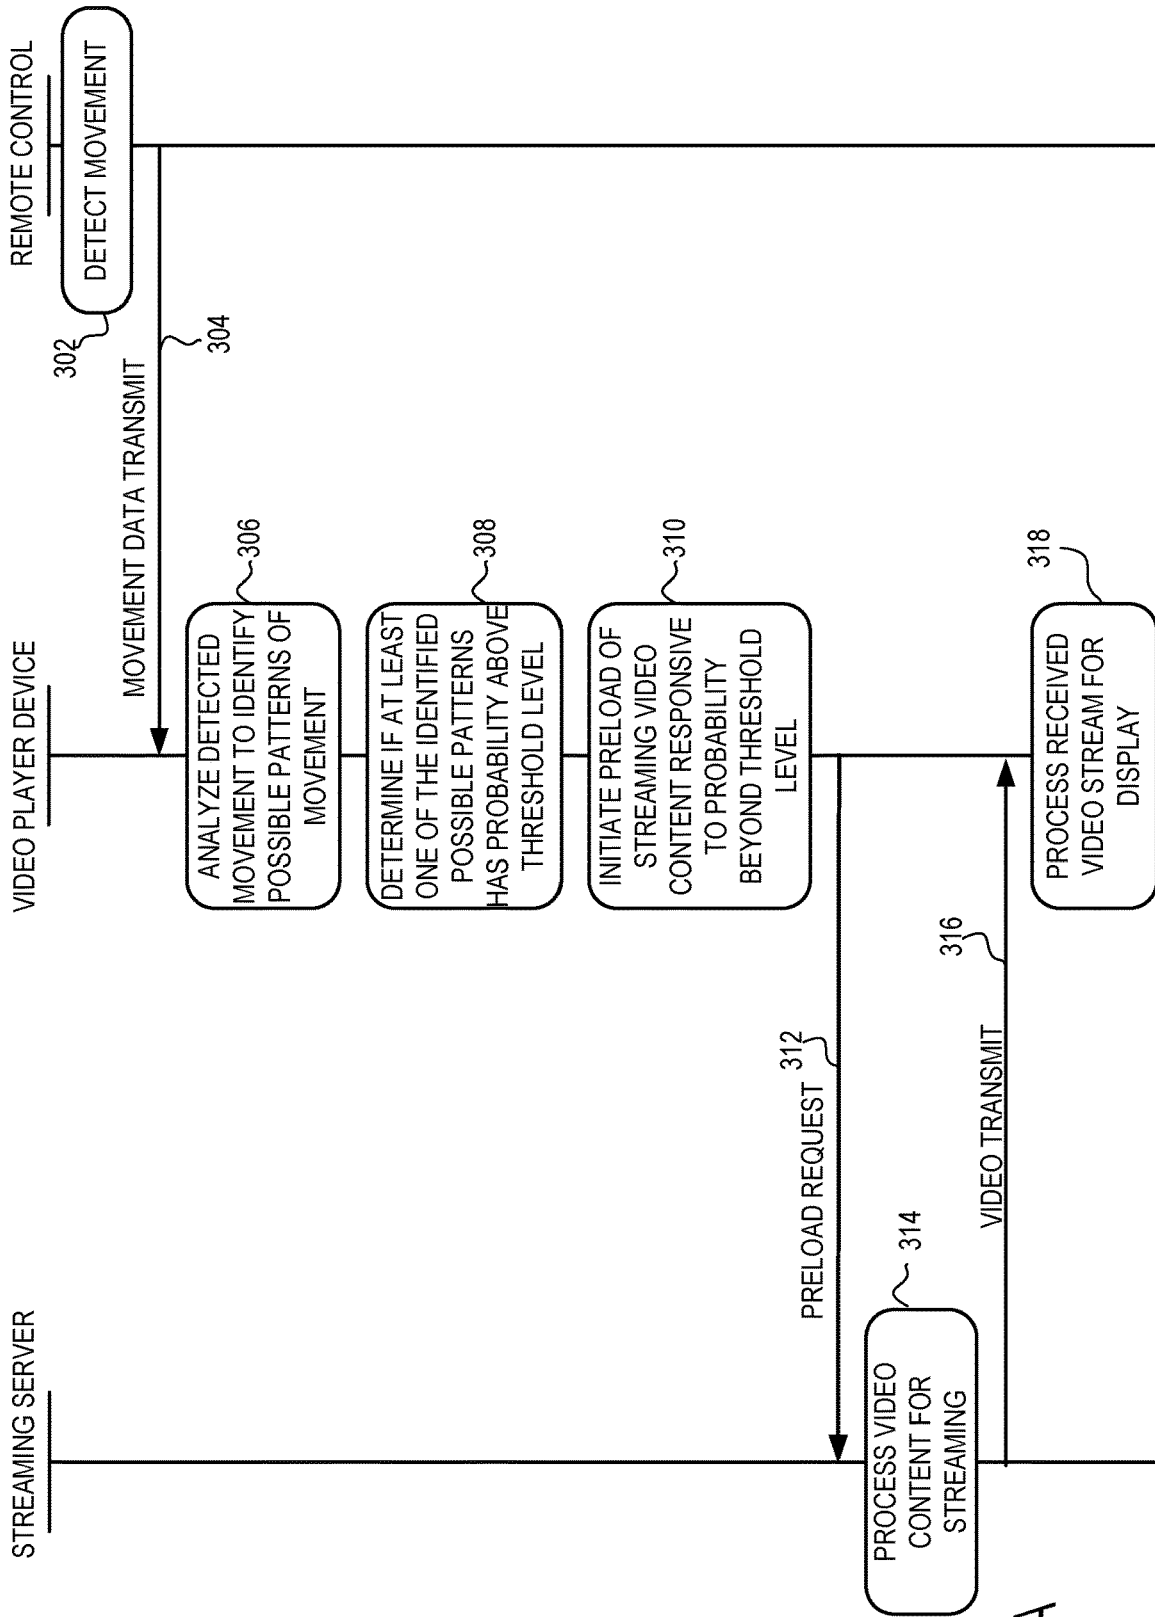 STREAMING SERVER
VIDEO PLAYER DEVICE
REMOTE CONTROL
DETECT MOVEMENT
302
MOVEMENT DATA TRANSMIT
304
ANALYZE DETECTED
MOVEMENT TO IDENTIFY
POSSIBLE PATTERNS OF
MOVEMENT
306
DETERMINE IF AT LEAST
ONE OF THE IDENTIFIED
POSSIBLE PATTERNS
HAS PROBABILITY ABOVE
THRESHOLD LEVEL
308
INITIATE PRELOAD OF
STREAMING VIDEO
CONTENT RESPONSIVE
TO PROBABILITY
BEYOND THRESHOLD
LEVEL
310
PRELOAD REQUEST
312
PROCESS VIDEO
CONTENT FOR
STREAMING
314
VIDEO TRANSMIT
316
PROCESS RECEIVED
VIDEO STREAM FOR
DISPLAY
318